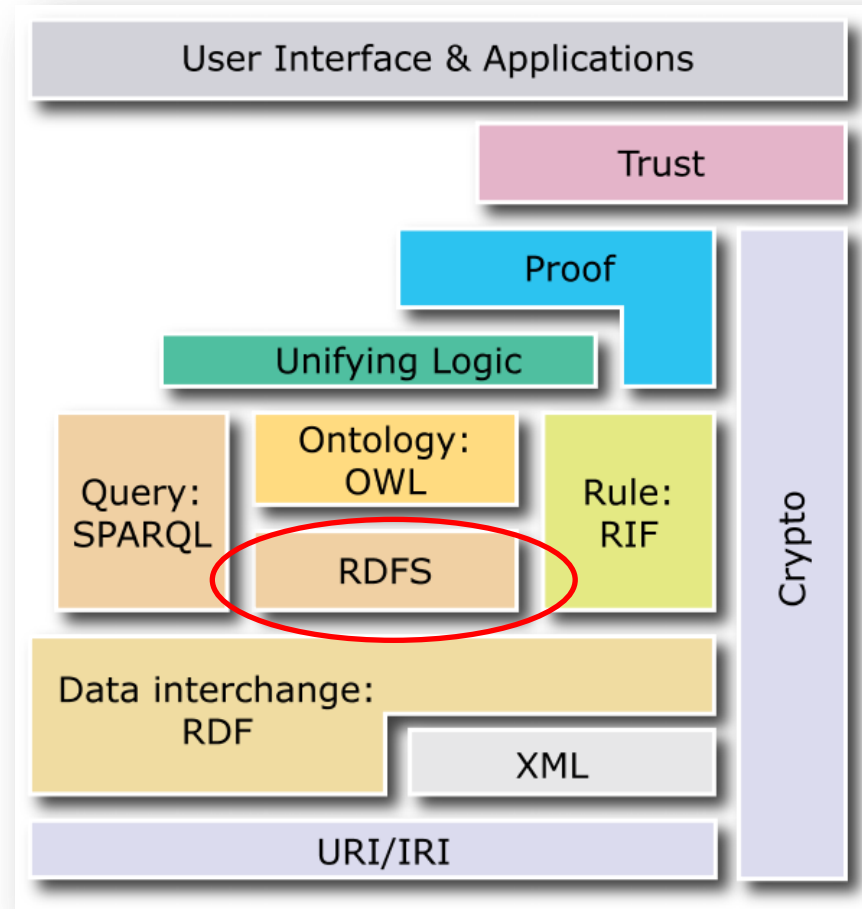 User Interface & Applications
Trust
Proof
Unifying Logic
Query:
SPARQL
Ontology:
OWL
RDFS
Rule:
RIF
Crypto
Data interchange:
RDF
XML
URI/IRI